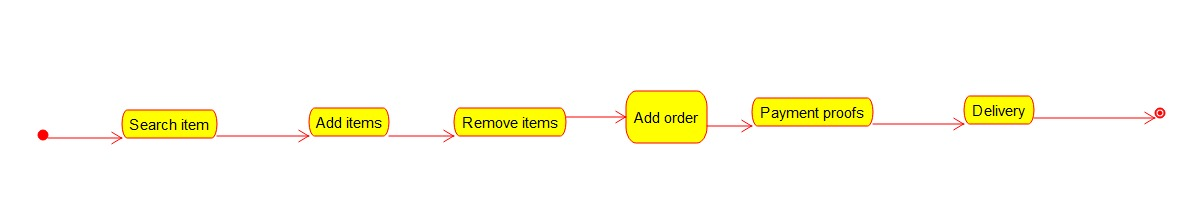 Search item
Add items
Remove items
Add order
Payment proofs
Delivery